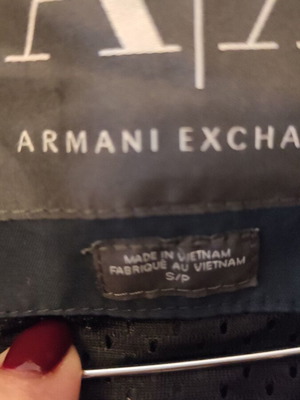 A|X
ARMANI EXCHA
MADE IN VIETNAM
FABRIQUÉ AU VIETNAM
S/P